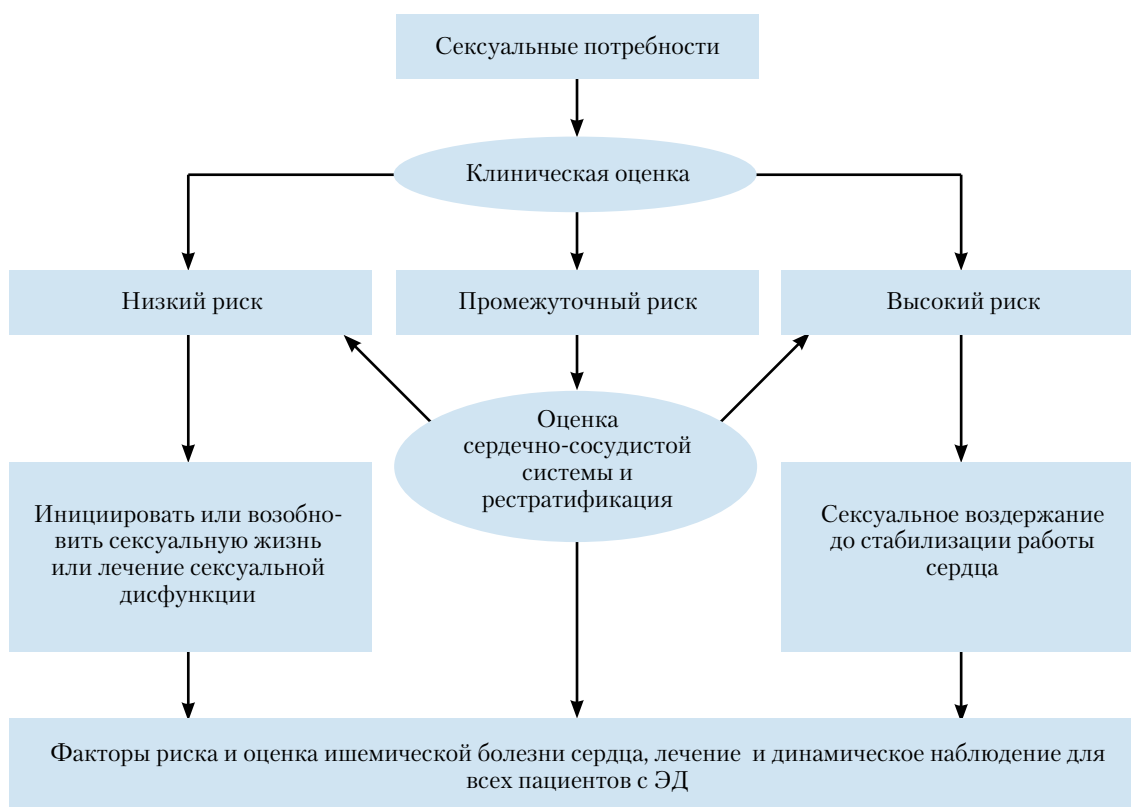 Сексуальные потребности
Клиническая оценка
Низкий риск
Промежуточный риск
Высокий риск
Оценка
сердечно-сосудистой
системы и
рестратификация
Инициировать или возобно-
вить сексуальную жизнь
или лечение сексуальной
дисфункции
Сексуальное воздержание
до стабилизации работы
сердца
Факторы риска и оценка ишемической болезни сердца, лечение и динамическое наблюдение для
всех пациентов с ЭД